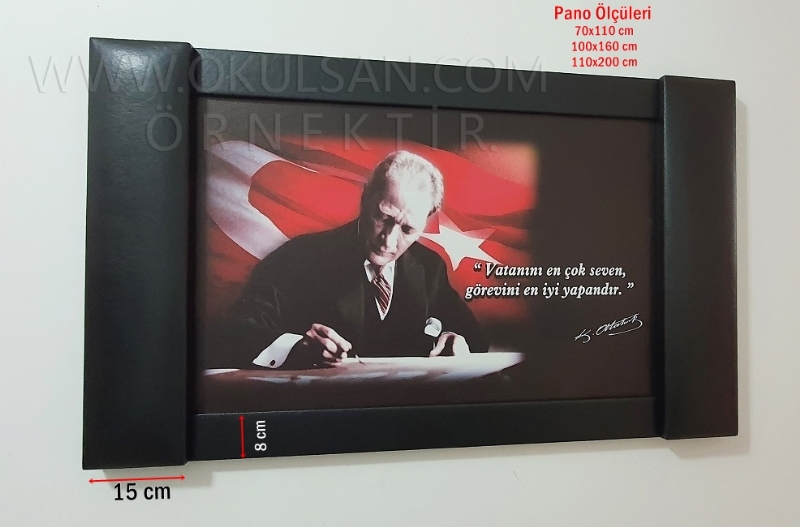 Pano Ölçüleri
70x110 cm
100x160 cm
110x200 cm
WWW.OKULSAN.COM
ÖRNEKTİR.
“ Vatanını en çok seven,
görevini en iyi yapandır. ”
K. Atatürk
8 cm
15 cm